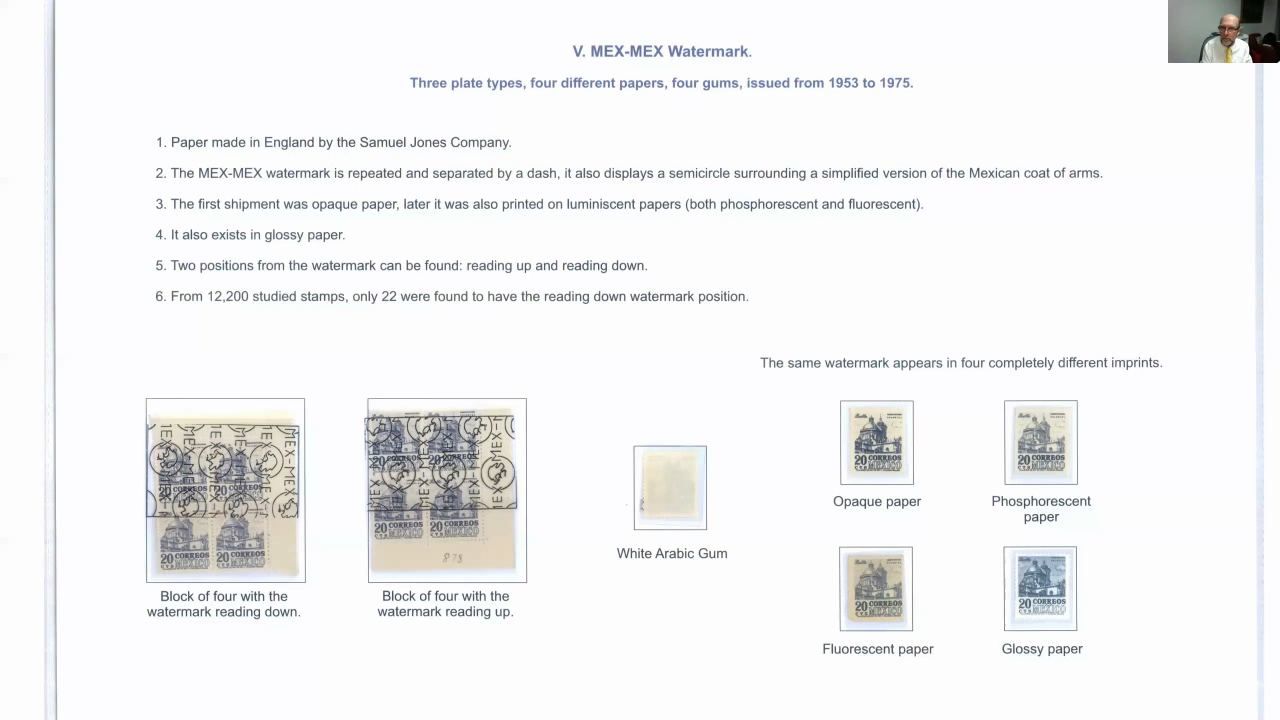 V. MEX-MEX Watermark.
Three plate types, four different papers, four gums, issued from 1953 to 1975.
1. Paper made in England by the Samuel Jones Company.
2. The MEX-MEX watermark is repeated and separated by a dash, it also displays a semicircle surrounding a simplified version of the Mexican coat of arms.
3. The first shipment was opaque paper, later it was also printed on luminiscent papers (both phosphorescent and fluorescent).
4. It also exists in glossy paper.
5. Two positions from the watermark can be found: reading up and reading down.
6. From 12,200 studied stamps, only 22 were found to have the reading down watermark position.
The same watermark appears in four completely different imprints.
MEX-MEX
20 CORREOS
MEXICO
20 CORREOS
MEXICO
Block of four with the
watermark reading down.
MEX-
20 CORREOS
MEXICO
20 CORREOS
MEXICO
878
Block of four with the
watermark reading up.
White Arabic Gum
20 CORREOS
MEXICO
Opaque paper
20 CORREOS
MEXICO
Phosphorescent
paper
20 CORREOS
MEXICO
Fluorescent paper
20 CORREOS
MEXICO
Glossy paper